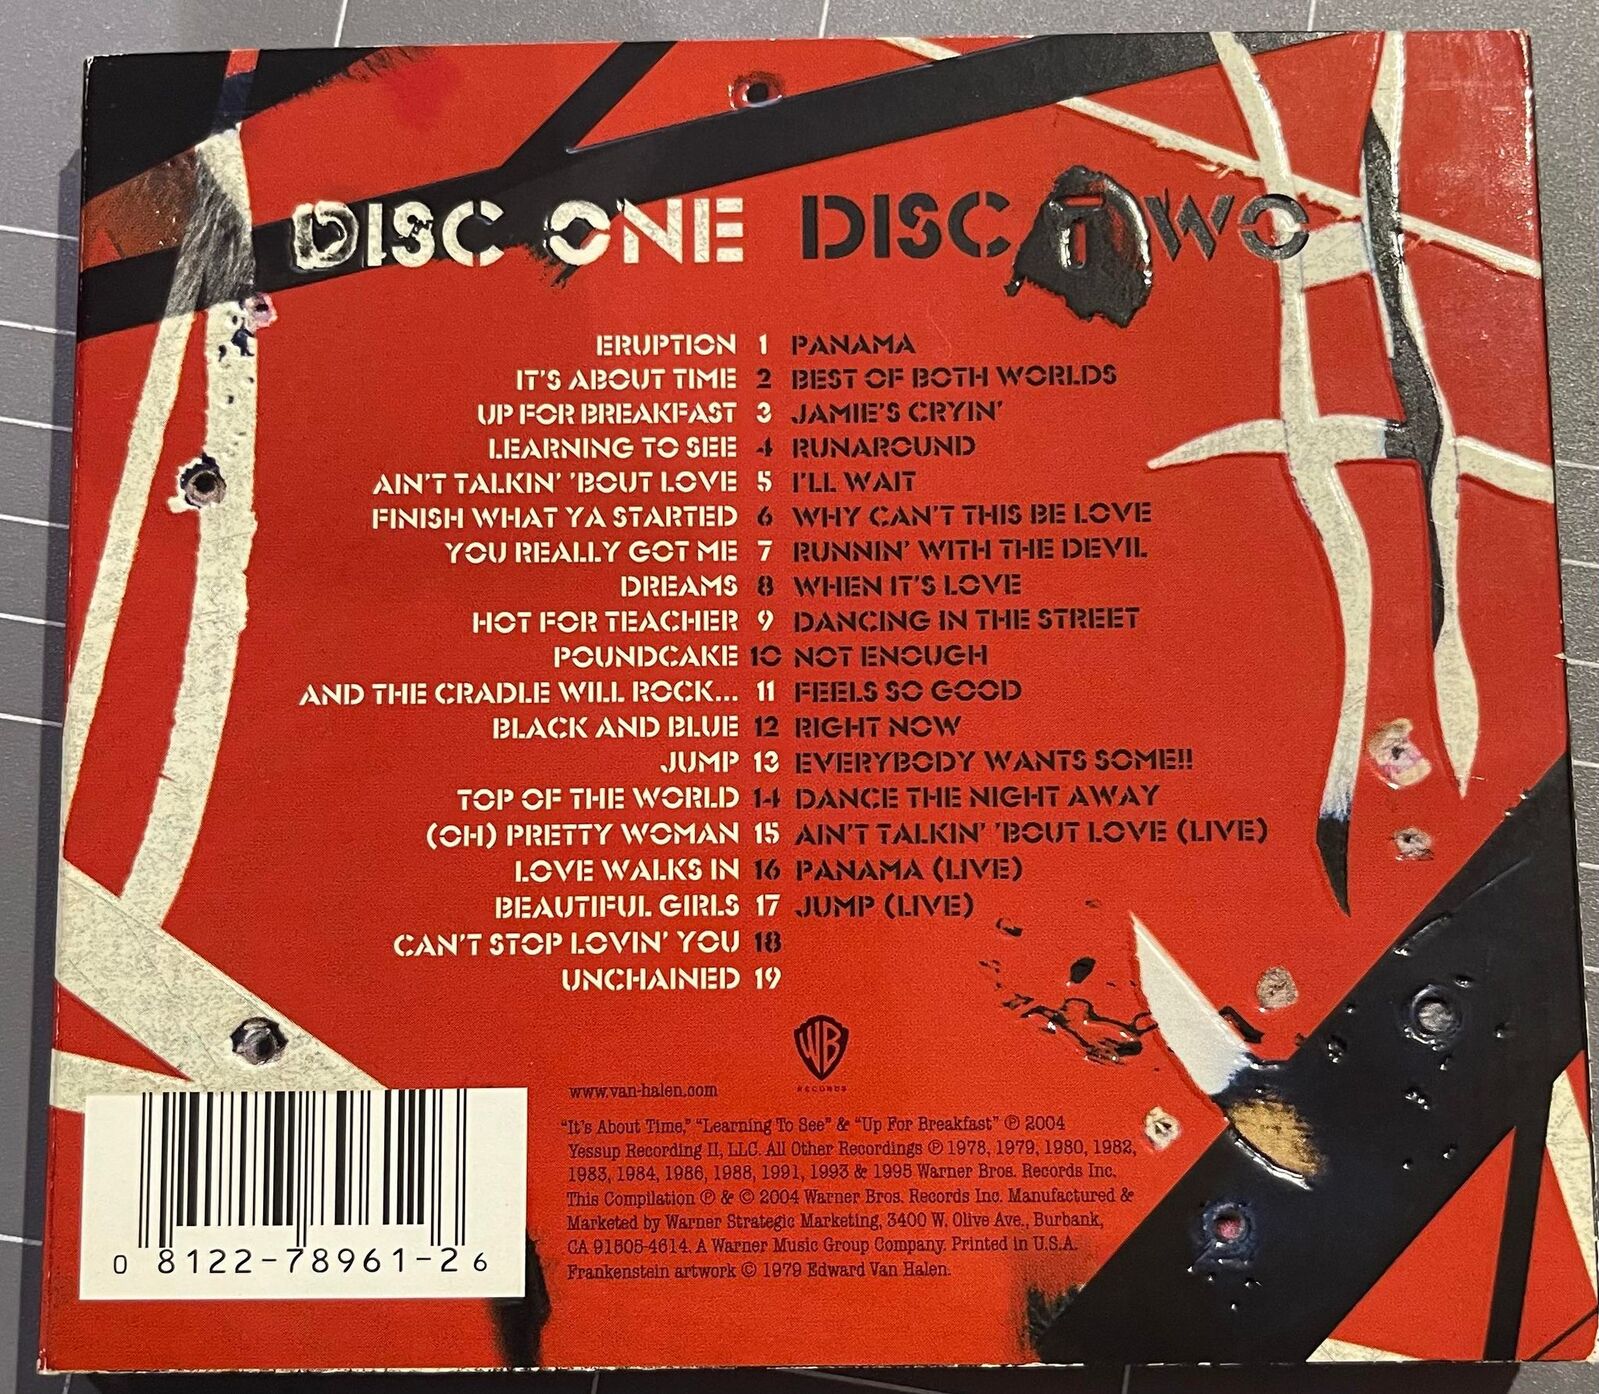 DISC ONE DISC TWO
ERUPTION 1 PANAMA
IT'S ABOUT TIME 2 BEST OF BOTH WORLDS
UP FOR BREAKFAST 3 JAMIE'S CRYIN'
LEARNING TO SEE 4 RUNAROUND
AIN'T TALKIN' 'BOUT LOVE 5 I'LL WAIT
FINISH WHAT YA STARTED 6 WHY CAN'T THIS BE LOVE
YOU REALLY GOT ME 7 RUNNIN' WITH THE DEVIL
DREAMS 8 WHEN IT'S LOVE
HOT FOR TEACHER 9 DANCING IN THE STREET
POUNDCAKE 10 NOT ENOUGH
AND THE CRADLE WILL ROCK... 11 FEELS SO GOOD
BLACK AND BLUE 12 RIGHT NOW
JUMP 13 EVERYBODY WANTS SOME!!
TOP OF THE WORLD 14 DANCE THE NIGHT AWAY
(OH) PRETTY WOMAN 15 AIN'T TALKIN' 'BOUT LOVE (LIVE)
LOVE WALKS IN 16 PANAMA (LIVE)
BEAUTIFUL GIRLS 17 JUMP (LIVE)
CAN'T STOP LOVIN' YOU 18
UNCHAINED 19
WB
RECORDS
www.van-halen.com
"It's About Time," "Learning To See" & "Up For Breakfast" ℗ 2004
Yessup Recording II, LLC. All Other Recordings ℗ 1978, 1979, 1980, 1982,
1983, 1984, 1986, 1988, 1991, 1993 & 1995 Warner Bros. Records Inc.
This Compilation ℗ & © 2004 Warner Bros. Records Inc. Manufactured &
Marketed by Warner Strategic Marketing, 3400 W. Olive Ave., Burbank,
CA 91505-4614. A Warner Music Group Company. Printed in U.S.A.
Frankenstein artwork © 1979 Edward Van Halen.
0 8122-78961-2 6